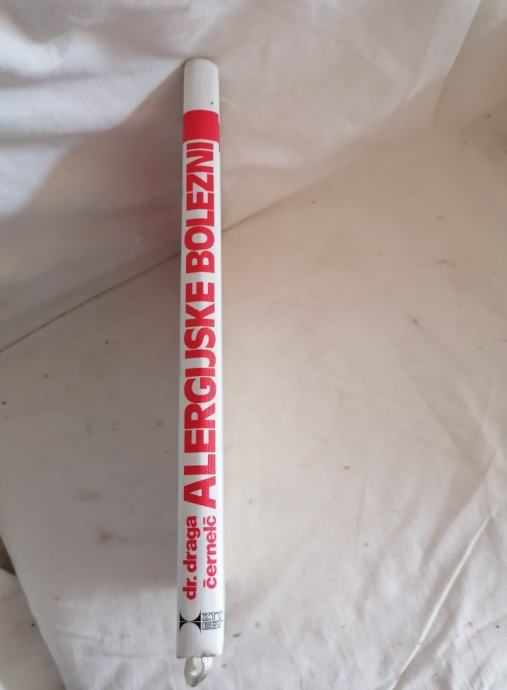 dr. draga
černelč
ALERGIJSKE BOLEZNI